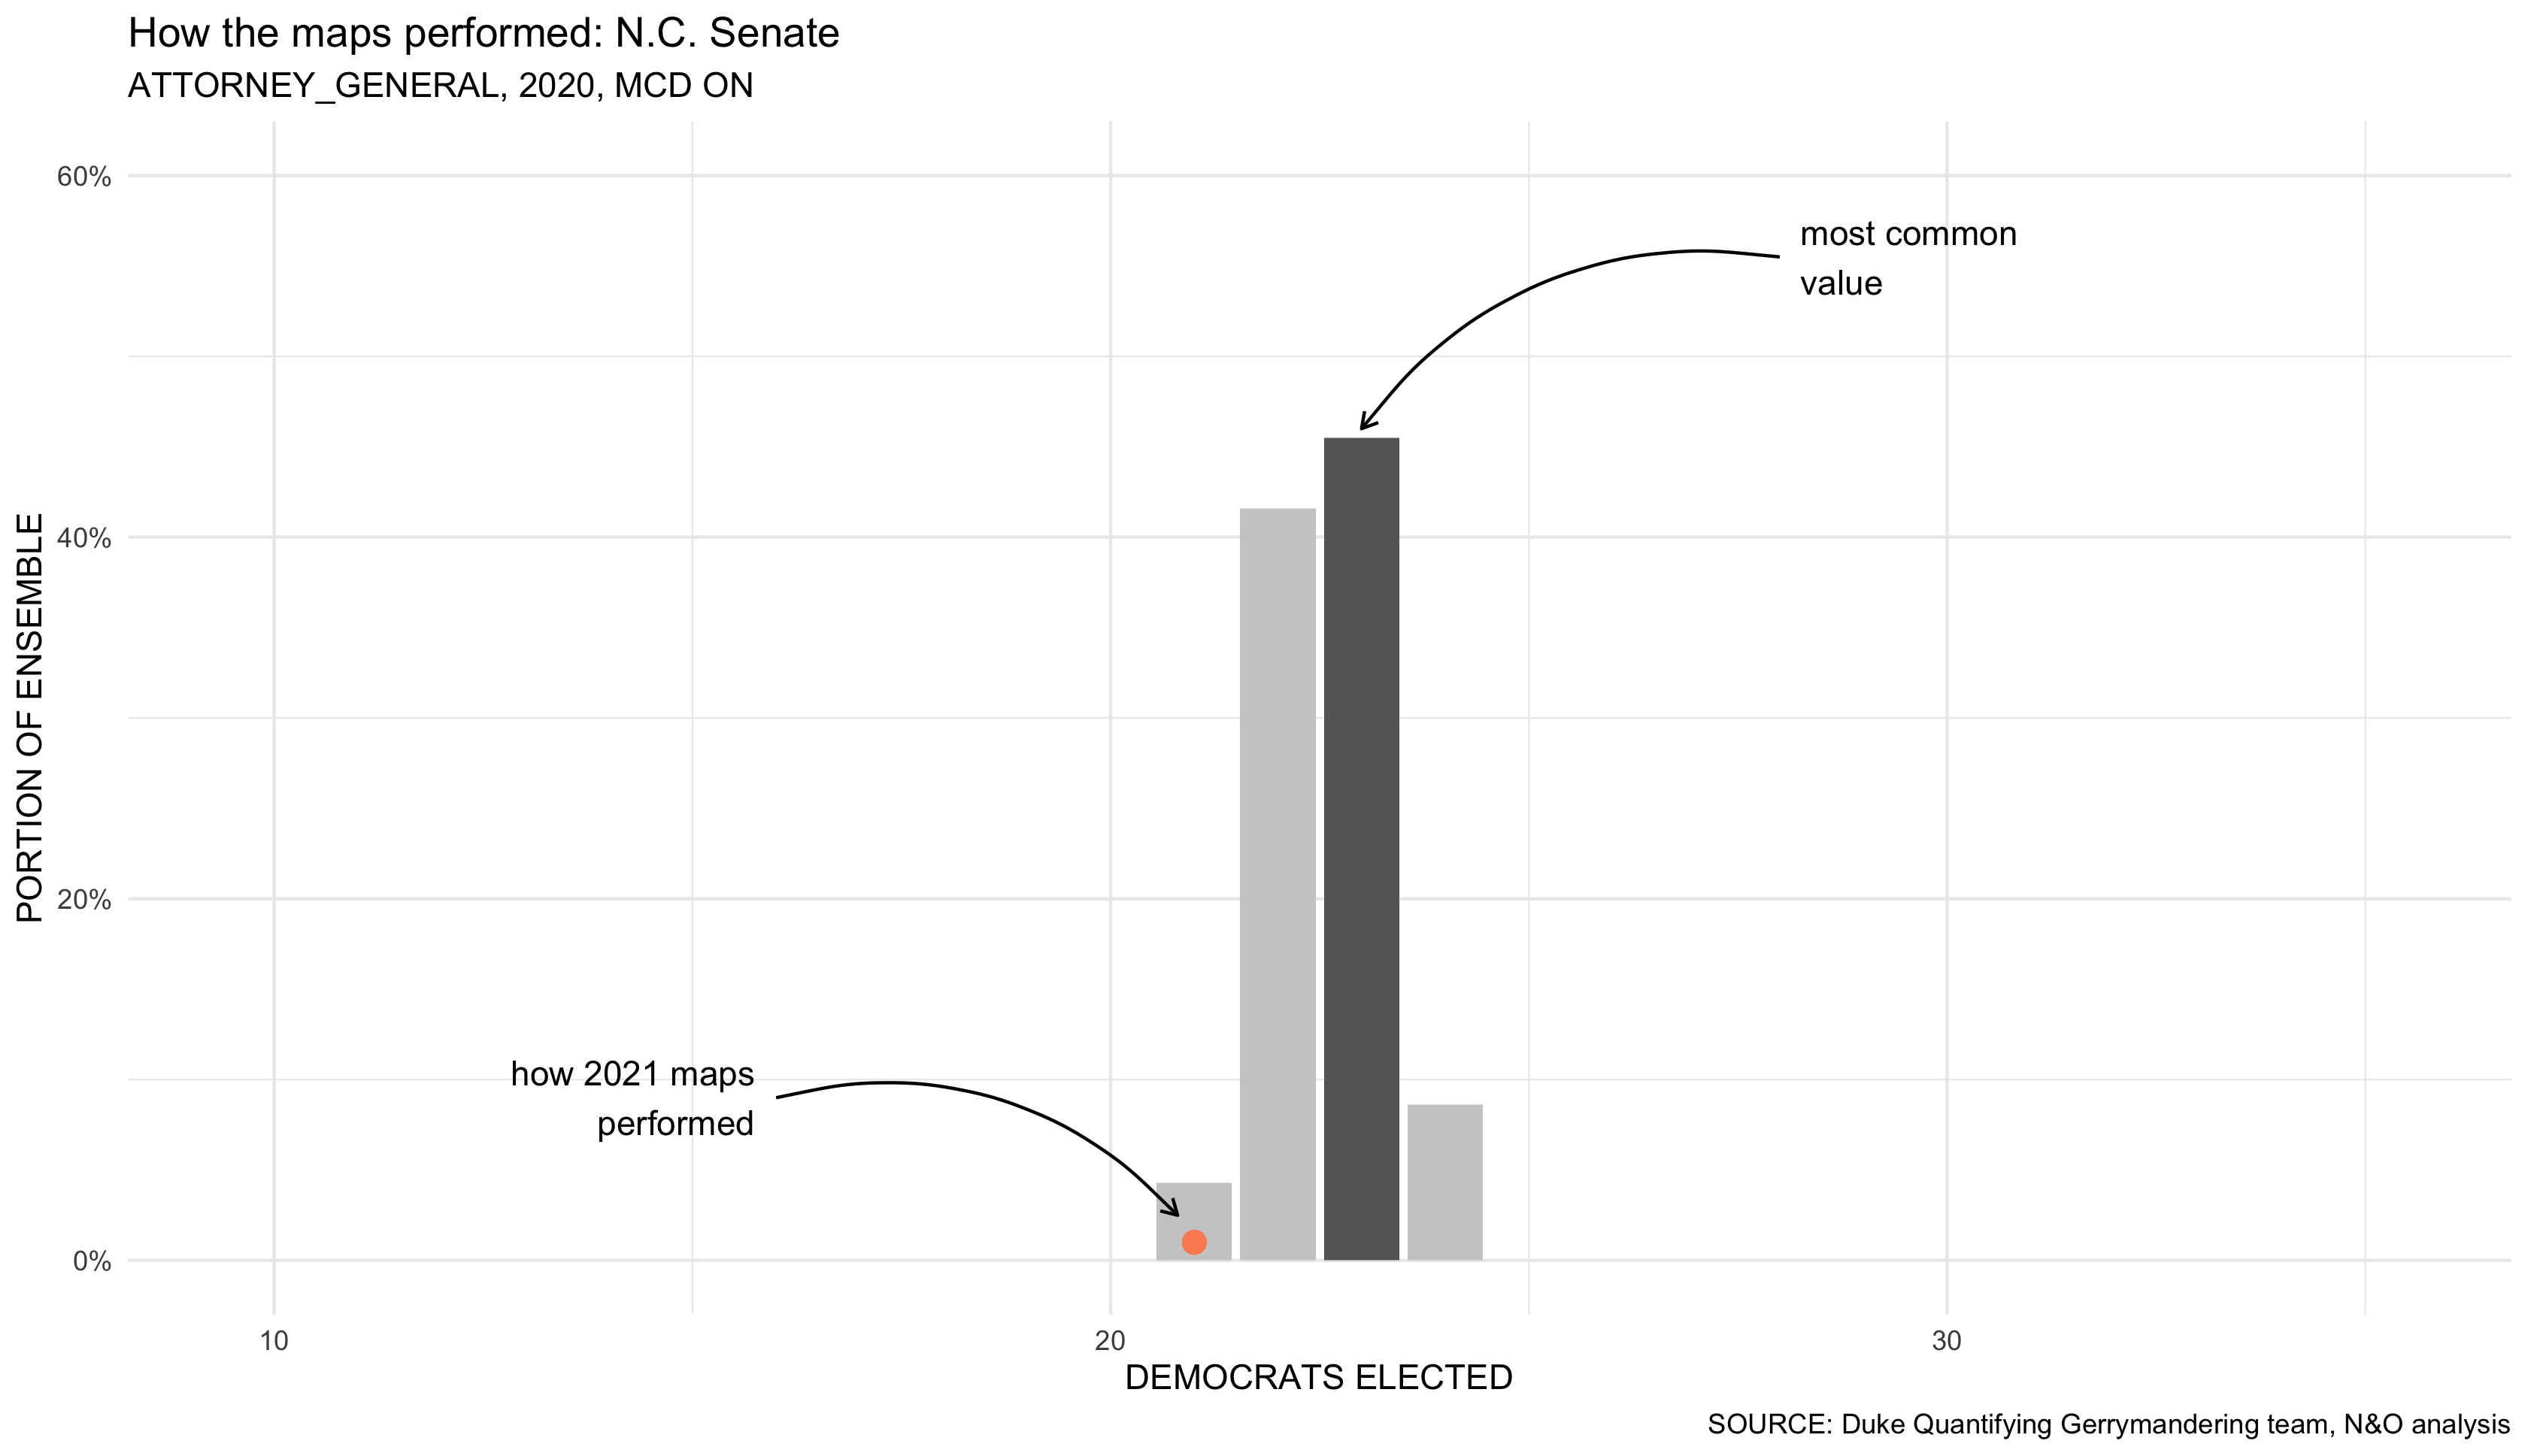 How the maps performed: N.C. Senate
ATTORNEY_GENERAL, 2020, MCD ON
60%
most common
value
40%
PORTION OF ENSEMBLE
20%
how 2021 maps
performed
0%
10 20 30
DEMOCRATS ELECTED
SOURCE: Duke Quantifying Gerrymandering team, N&O analysis